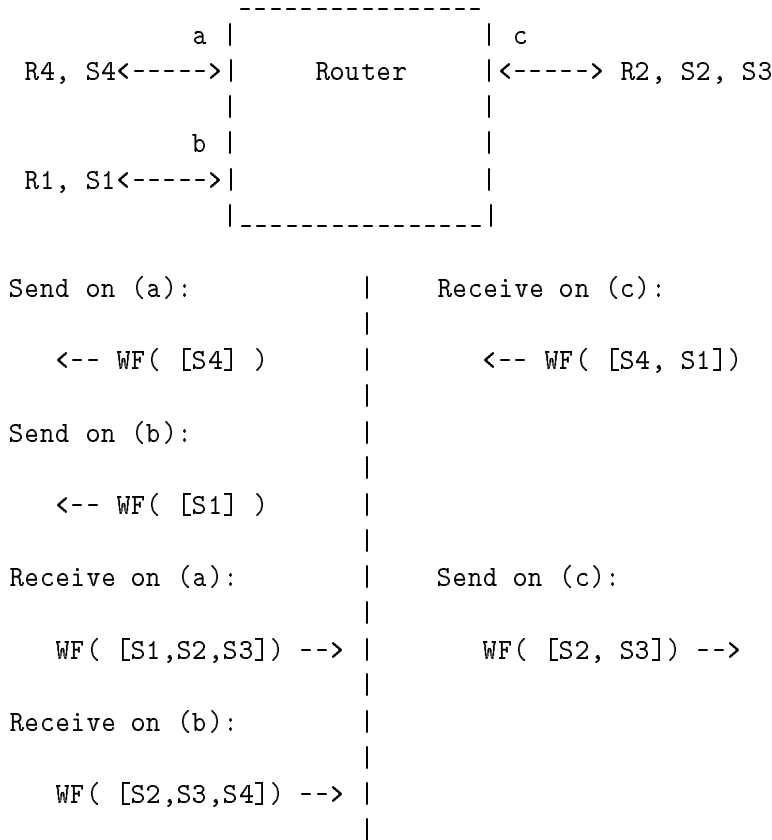 ----------------
a | | c
R4, S4<----->| Router |<-----> R2, S2, S3
| |
b | |
R1, S1<----->| |
|________________|
Send on (a): | Receive on (c):
|
<-- WF( [S4] ) | <-- WF( [S4, S1])
|
Send on (b): |
|
<-- WF( [S1] ) |
|
Receive on (a): | Send on (c):
|
WF( [S1,S2,S3]) --> | WF( [S2, S3]) -->
|
Receive on (b): |
|
WF( [S2,S3,S4]) --> |
|